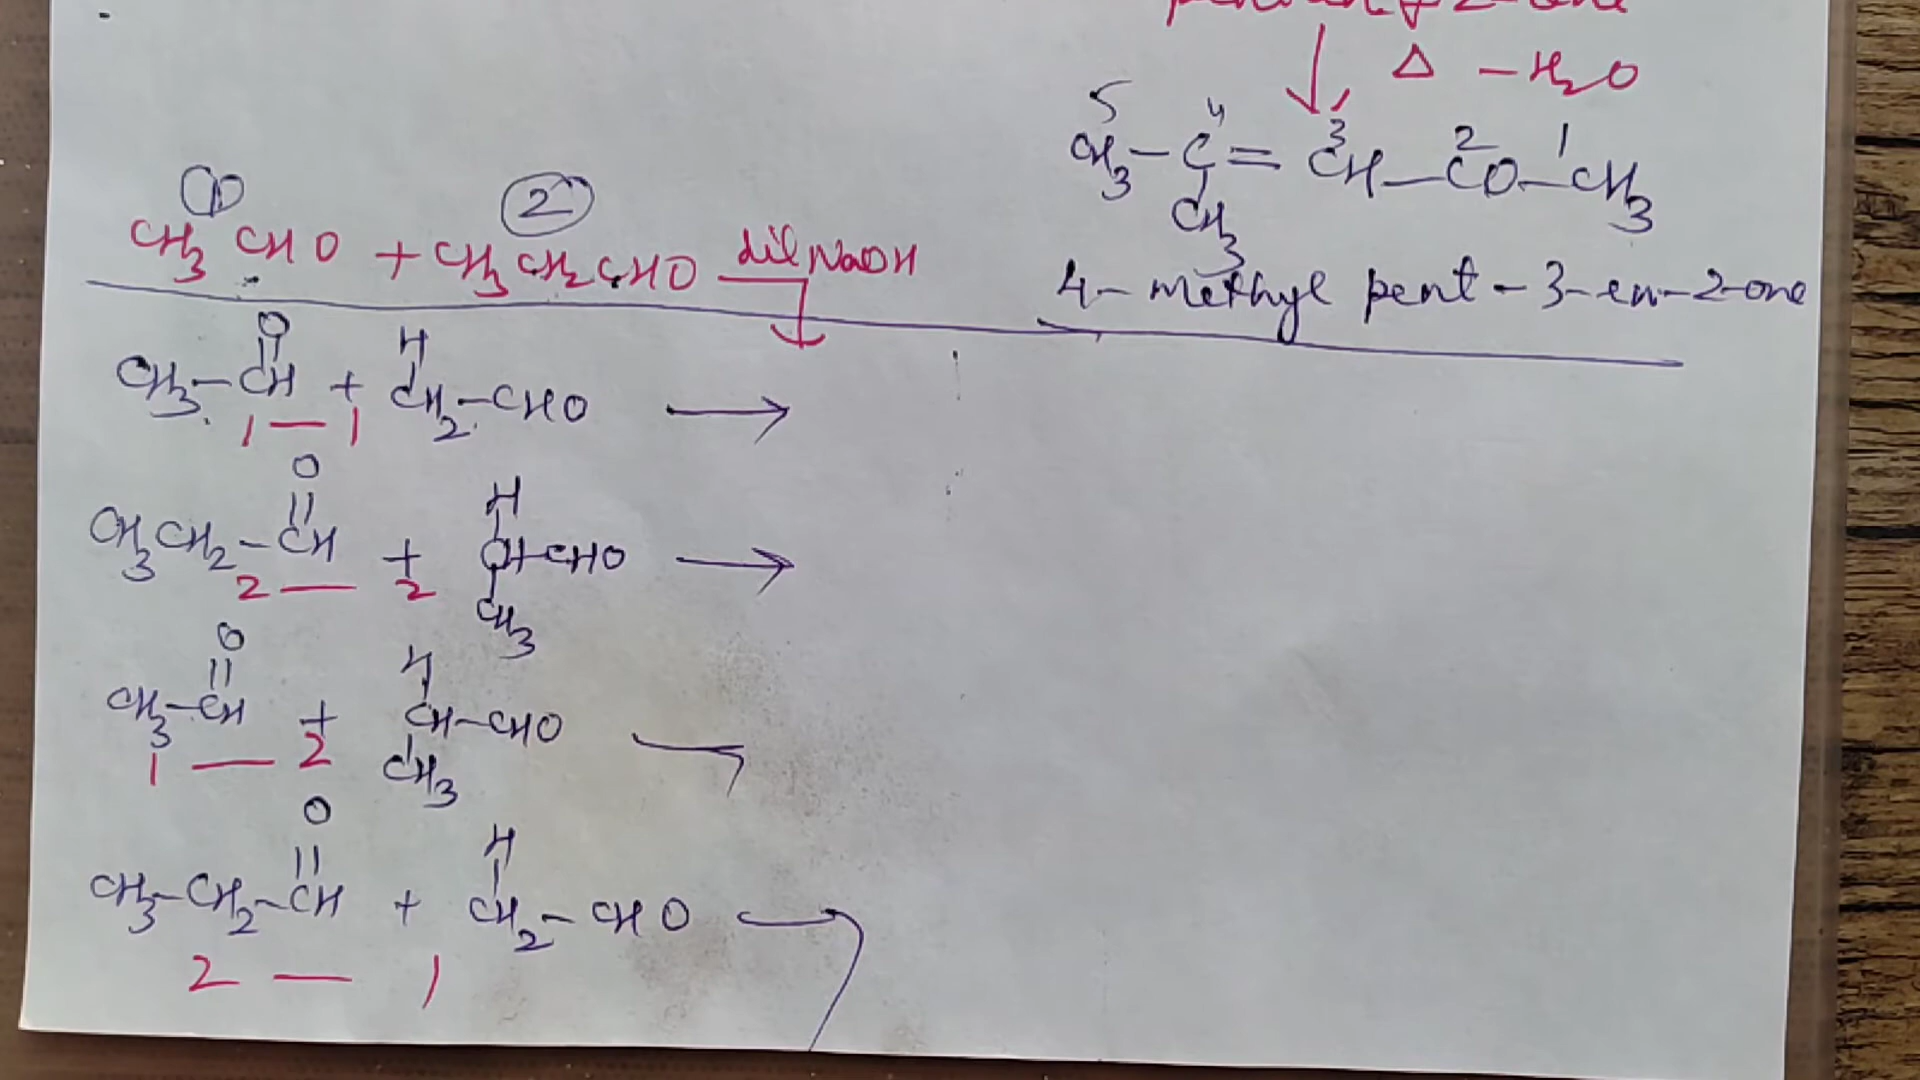 Δ -H₂O
5 4 3 2 1
CH₃-C=CH-CO-CH₃
CH₃
4-methyl pent-3-en-2-one
① ②
CH₃CHO + CH₃CH₂CHO dil NaOH
O H
CH₃-CH + CH₂-CHO →
1 — 1
O H
CH₃CH₂-CH + CH-CHO →
2 — 2
CH₃
O H
CH₃-CH + CH-CHO →
1 — 2
CH₃
O H
CH₃-CH₂-CH + CH₂-CHO →
2 — 1